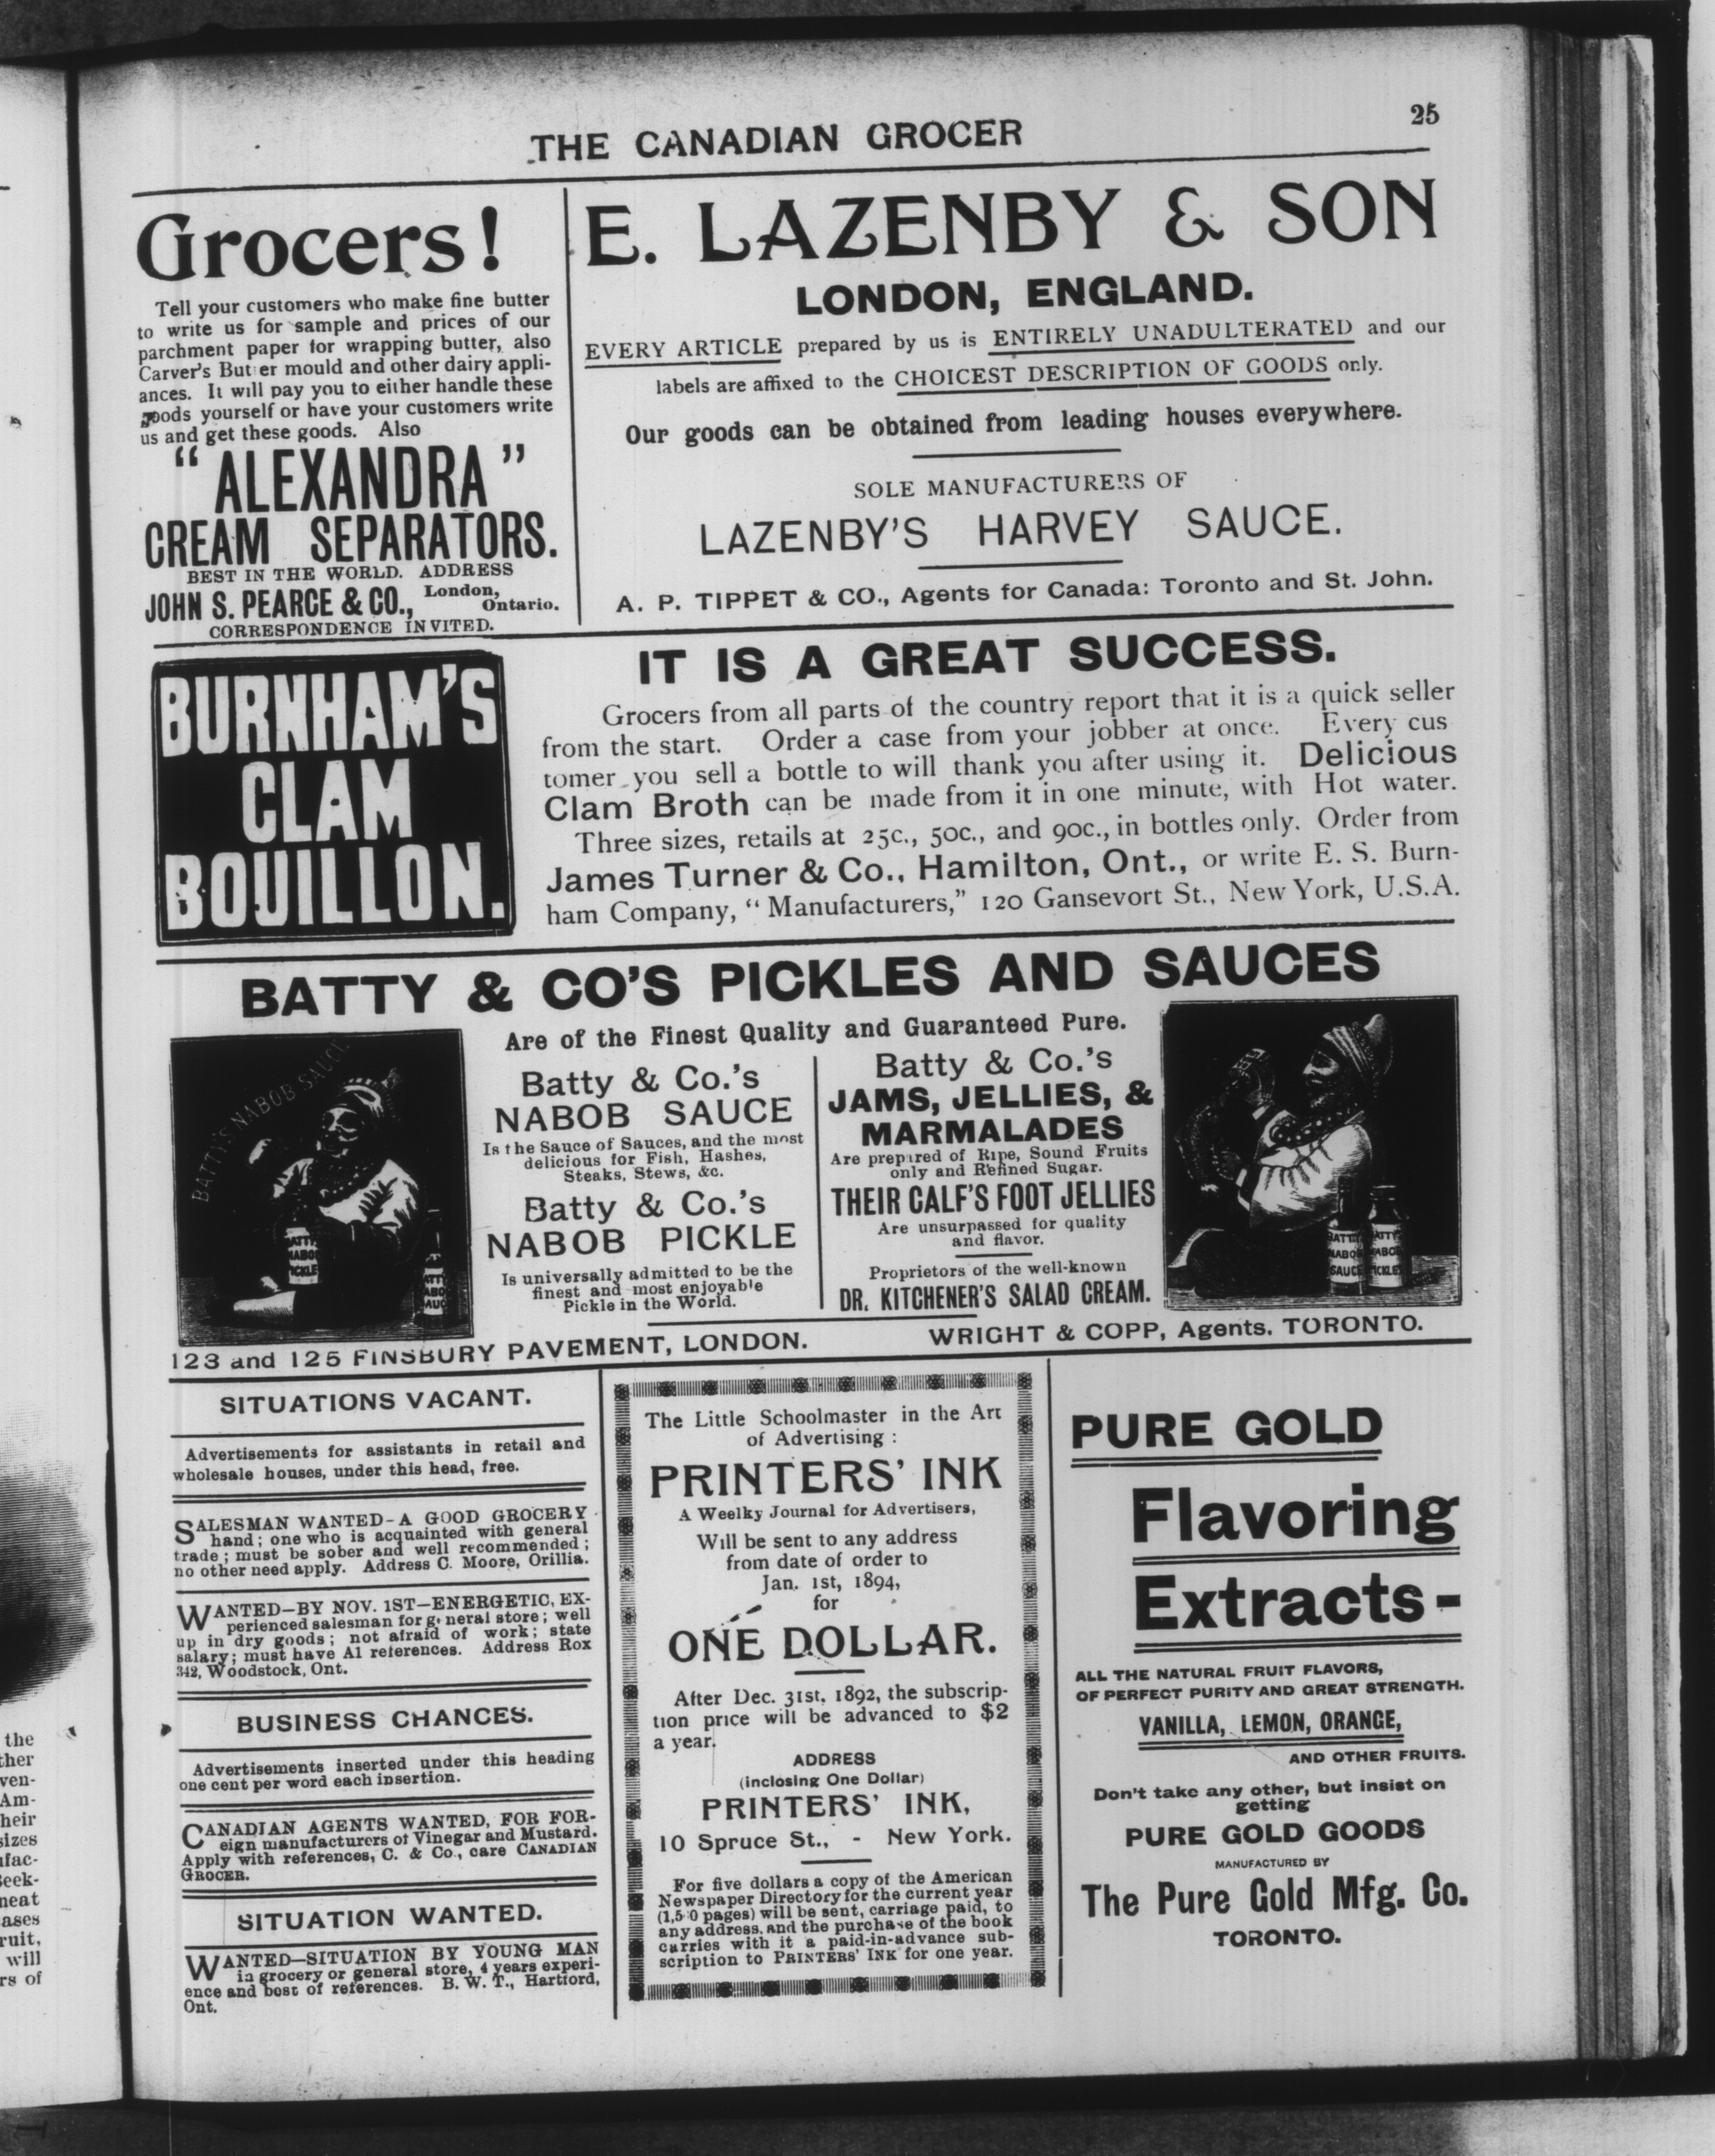 25
THE CANADIAN GROCER
Grocers!
Tell your customers who make fine butter
to write us for sample and prices of our
parchment paper for wrapping butter, also
Carver's But er mould and other dairy appli-
ances. It will pay you to either handle these
goods yourself or have your customers write
us and get these goods. Also
"ALEXANDRA"
CREAM SEPARATORS.
BEST IN THE WORLD. ADDRESS
JOHN S. PEARCE & CO., London, Ontario.
CORRESPONDENCE INVITED.
E. LAZENBY & SON
LONDON, ENGLAND.
EVERY ARTICLE prepared by us is ENTIRELY UNADULTERATED and our
labels are affixed to the CHOICEST DESCRIPTION OF GOODS only.
Our goods can be obtained from leading houses everywhere.
SOLE MANUFACTURERS OF
LAZENBY'S HARVEY SAUCE.
A. P. TIPPET & CO., Agents for Canada: Toronto and St. John.
BURNHAM'S
CLAM
BOUILLON.
IT IS A GREAT SUCCESS.
Grocers from all parts of the country report that it is a quick seller
from the start. Order a case from your jobber at once. Every cus
tomer you sell a bottle to will thank you after using it. Delicious
Clam Broth can be made from it in one minute, with Hot water.
Three sizes, retails at 25c., 50c., and 90c., in bottles only. Order from
James Turner & Co., Hamilton, Ont., or write E. S. Burn-
ham Company, "Manufacturers," 120 Gansevort St., New York, U.S.A.
BATTY & CO'S PICKLES AND SAUCES
Are of the Finest Quality and Guaranteed Pure.
BATTY'S NABOB SAUCE.
BATTY
NABOB
PICKLE
Batty & Co.'s
NABOB SAUCE
Is the Sauce of Sauces, and the most
delicious for Fish, Hashes,
Steaks, Stews, &c.
Batty & Co.'s
NABOB PICKLE
Is universally admitted to be the
finest and most enjoyable
Pickle in the World.
Batty & Co.'s
JAMS, JELLIES, &
MARMALADES
Are prepared of Ripe, Sound Fruits
only and Refined Sugar.
THEIR CALF'S FOOT JELLIES
Are unsurpassed for quality
and flavor.
Proprietors of the well-known
DR. KITCHENER'S SALAD CREAM.
BATTY NABOB SAUCE
BATTY NABOB PICKLE
123 and 125 FINSBURY PAVEMENT, LONDON.
WRIGHT & COPP, Agents. TORONTO.
SITUATIONS VACANT.
Advertisements for assistants in retail and
wholesale houses, under this head, free.
SALESMAN WANTED-A GOOD GROCERY
hand; one who is acquainted with general
trade; must be sober and well recommended;
no other need apply. Address C. Moore, Orillia.
WANTED—BY NOV. 1ST—ENERGETIC, EX-
perienced salesman for g neral store; well
up in dry goods; not afraid of work; state
salary; must have A1 references. Address Rox
342, Woodstock, Ont.
BUSINESS CHANCES.
Advertisements inserted under this heading
one cent per word each insertion.
CANADIAN AGENTS WANTED, FOR FOR-
eign manufacturers of Vinegar and Mustard.
Apply with references, C. & Co., care CANADIAN
GROCER.
SITUATION WANTED.
WANTED—SITUATION BY YOUNG MAN
in grocery or general store, 4 years experi-
ence and best of references. B. W. T., Hartford,
Ont.
The Little Schoolmaster in the Art
of Advertising:
PRINTERS' INK
A Weelky Journal for Advertisers,
Will be sent to any address
from date of order to
Jan. 1st, 1894,
for
ONE DOLLAR.
After Dec. 31st, 1892, the subscrip-
tion price will be advanced to $2
a year.
ADDRESS
(inclosing One Dollar)
PRINTERS' INK,
10 Spruce St., - New York.
For five dollars a copy of the American
Newspaper Directory for the current year
(1,5 0 pages) will be sent, carriage paid, to
any address, and the purchase of the book
carries with it a paid-in-advance sub-
scription to PRINTERS' INK for one year.
PURE GOLD
Flavoring
Extracts-
ALL THE NATURAL FRUIT FLAVORS,
OF PERFECT PURITY AND GREAT STRENGTH.
VANILLA, LEMON, ORANGE,
AND OTHER FRUITS.
Don't take any other, but insist on
getting
PURE GOLD GOODS
MANUFACTURED BY
The Pure Gold Mfg. Co.
TORONTO.